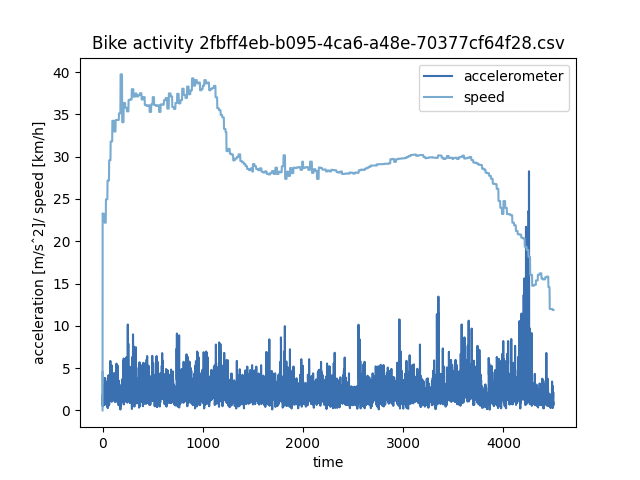 Bike activity 2fbff4eb-b095-4ca6-a48e-70377cf64f28.csv
accelerometer
speed
acceleration [m/s^2]/ speed [km/h]
40
35
30
25
20
15
10
5
0
0 1000 2000 3000 4000
time